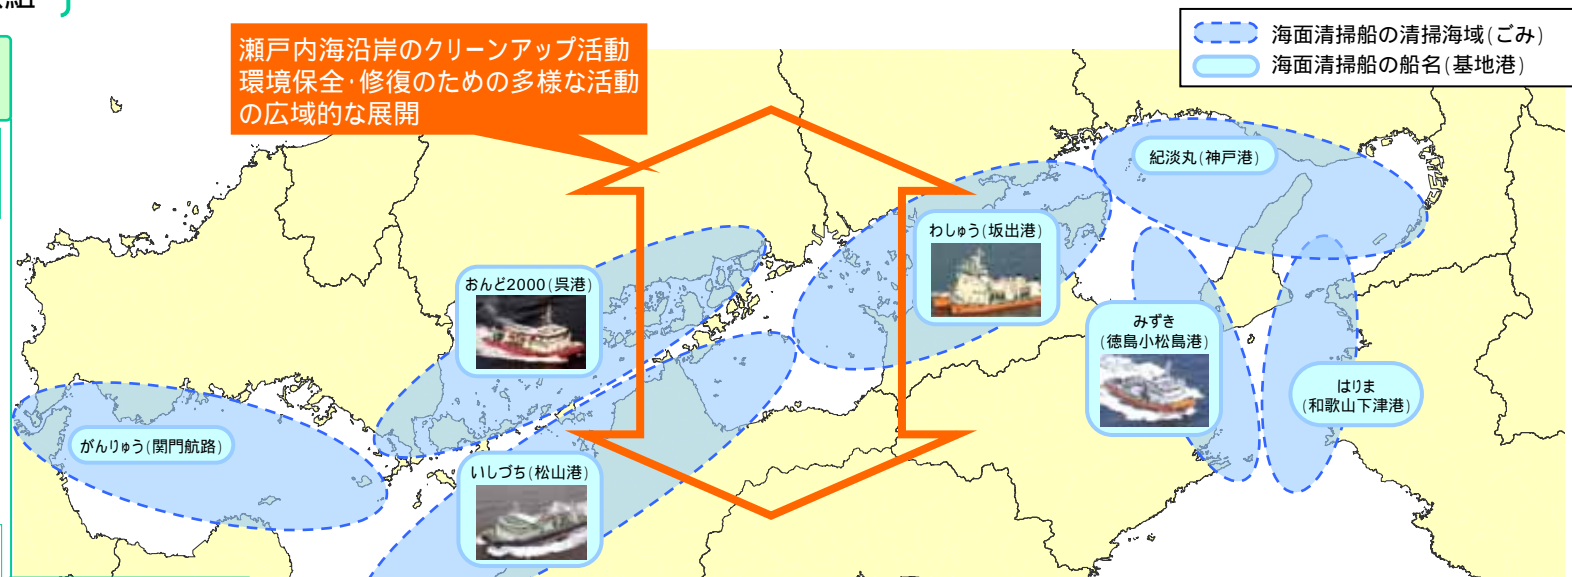 瀬戸内海沿岸のクリーンアップ活動
環境保全・修復のための多様な活動
の広域的な展開
海面清掃船の清掃海域(ごみ)
海面清掃船の船名(基地港)
紀淡丸(神戸港)
わしゅう(坂出港)
おんど2000(呉港)
みずき
(徳島小松島港)
はりま
(和歌山下津港)
がんりゅう(関門航路)
いしづち(松山港)